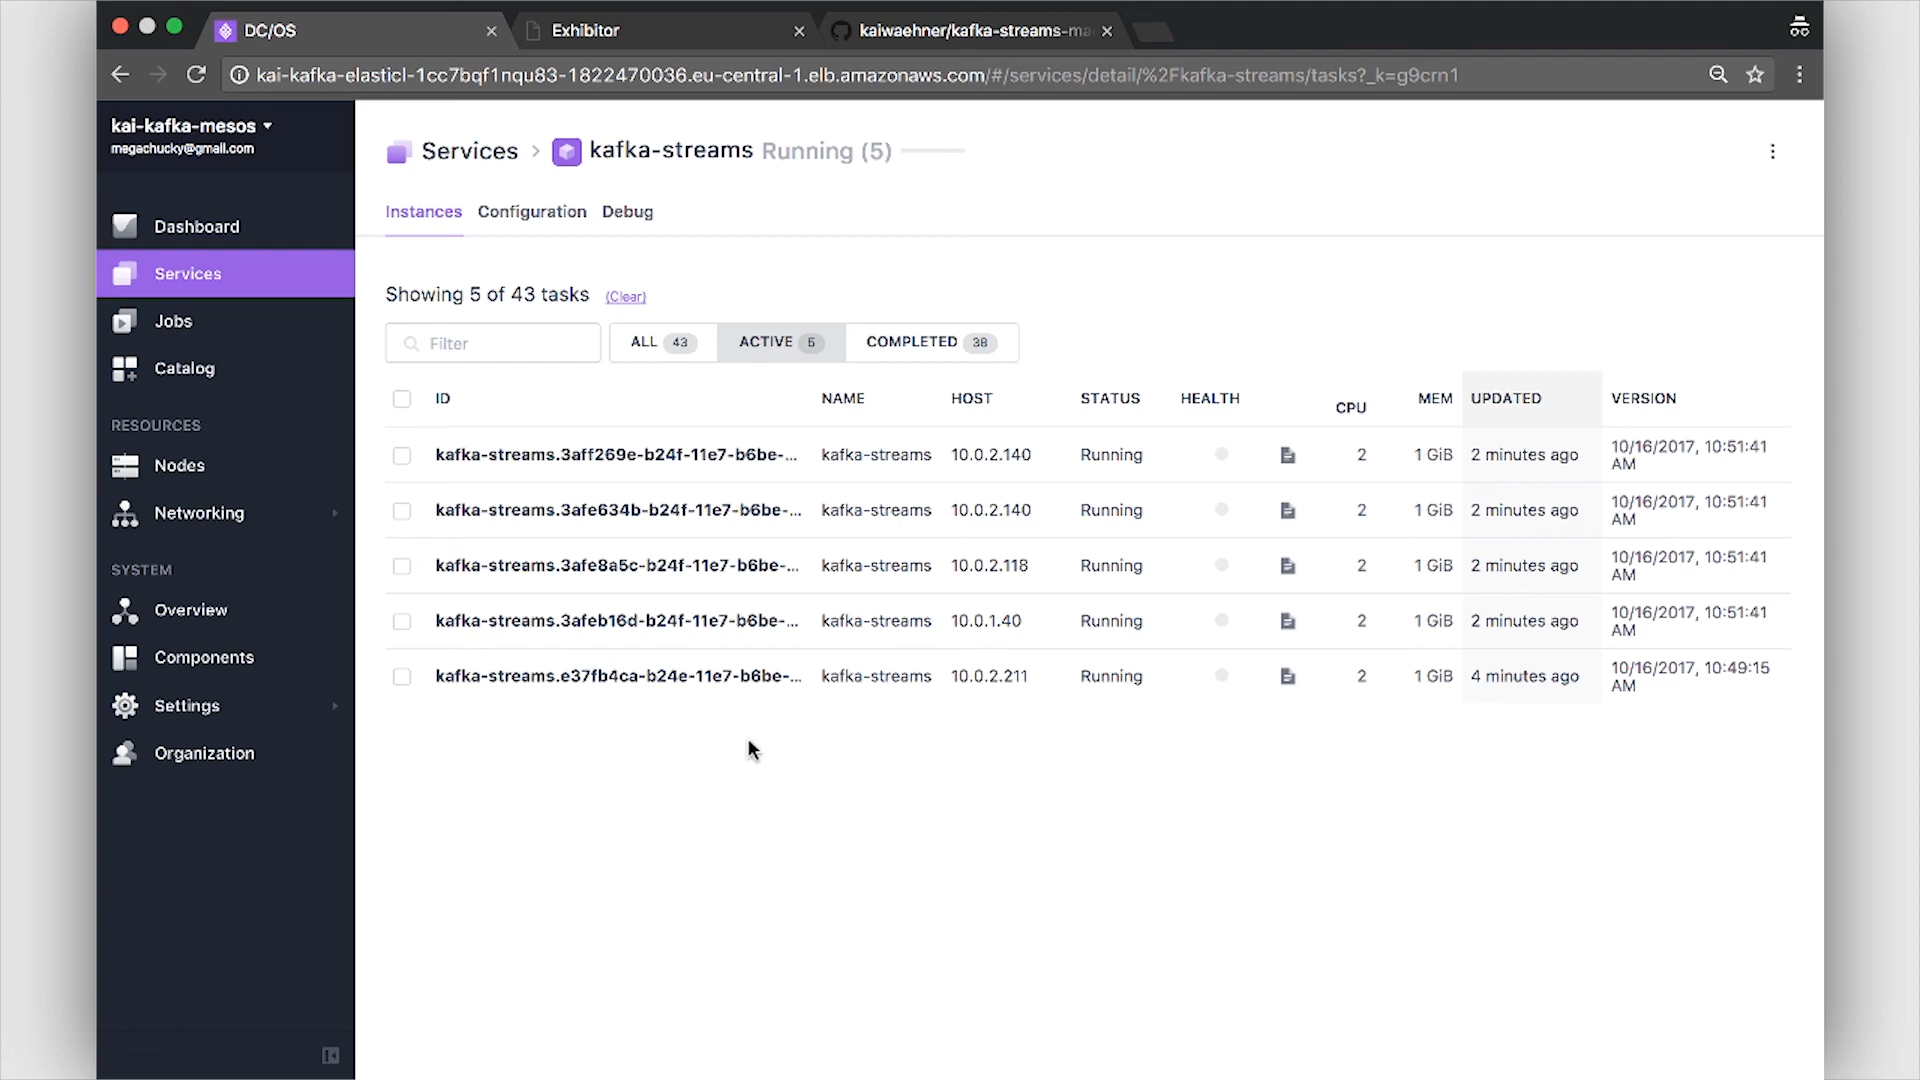 DC/OS
Exhibitor
kaiwaehner/kafka-streams-ma
kai-kafka-elasticl-1cc7bqf1nqu83-1822470036.eu-central-1.elb.amazonaws.com/#/services/detail/%2Fkafka-streams/tasks?_k=g9crn1
kai-kafka-mesos
megachucky@gmail.com
Dashboard
Services
Jobs
Catalog
RESOURCES
Nodes
Networking
SYSTEM
Overview
Components
Settings
Organization
Services > kafka-streams Running (5)
Instances Configuration Debug
Showing 5 of 43 tasks (Clear)
Filter ALL 43 ACTIVE 5 COMPLETED 38
ID NAME HOST STATUS HEALTH CPU MEM UPDATED VERSION
kafka-streams.3aff269e-b24f-11e7-b6be-... kafka-streams 10.0.2.140 Running 2 1 GiB 2 minutes ago 10/16/2017, 10:51:41
AM
kafka-streams.3afe634b-b24f-11e7-b6be-... kafka-streams 10.0.2.140 Running 2 1 GiB 2 minutes ago 10/16/2017, 10:51:41
AM
kafka-streams.3afe8a5c-b24f-11e7-b6be-... kafka-streams 10.0.2.118 Running 2 1 GiB 2 minutes ago 10/16/2017, 10:51:41
AM
kafka-streams.3afeb16d-b24f-11e7-b6be-... kafka-streams 10.0.1.40 Running 2 1 GiB 2 minutes ago 10/16/2017, 10:51:41
AM
kafka-streams.e37fb4ca-b24e-11e7-b6be-... kafka-streams 10.0.2.211 Running 2 1 GiB 4 minutes ago 10/16/2017, 10:49:15
AM